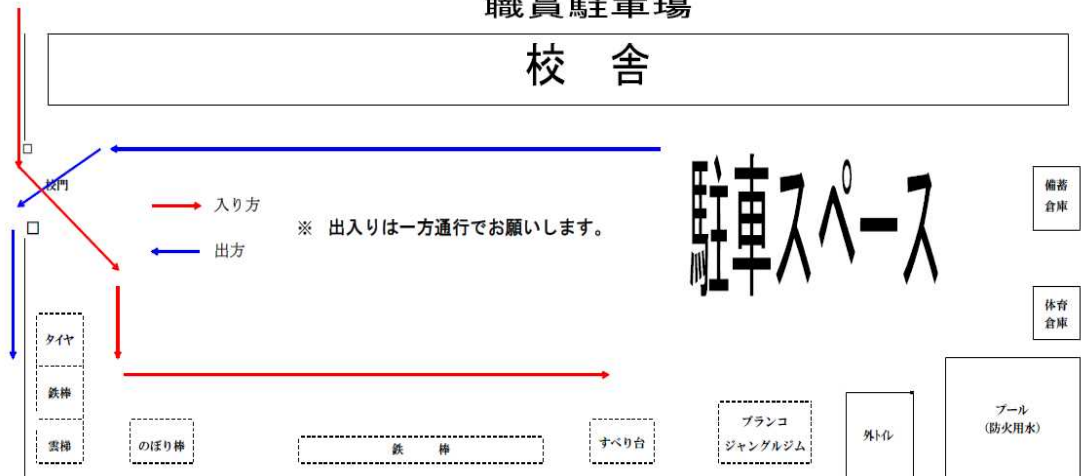 職員駐車場
校 舎
校門
入り方
※ 出入りは一方通行でお願いします。
出方
駐車スペース
備蓄
倉庫
体育
倉庫
タイヤ
鉄棒
雲梯
のぼり棒
鉄 棒
すべり台
ブランコ
ジャングルジム
外トイレ
プール
(防火用水)